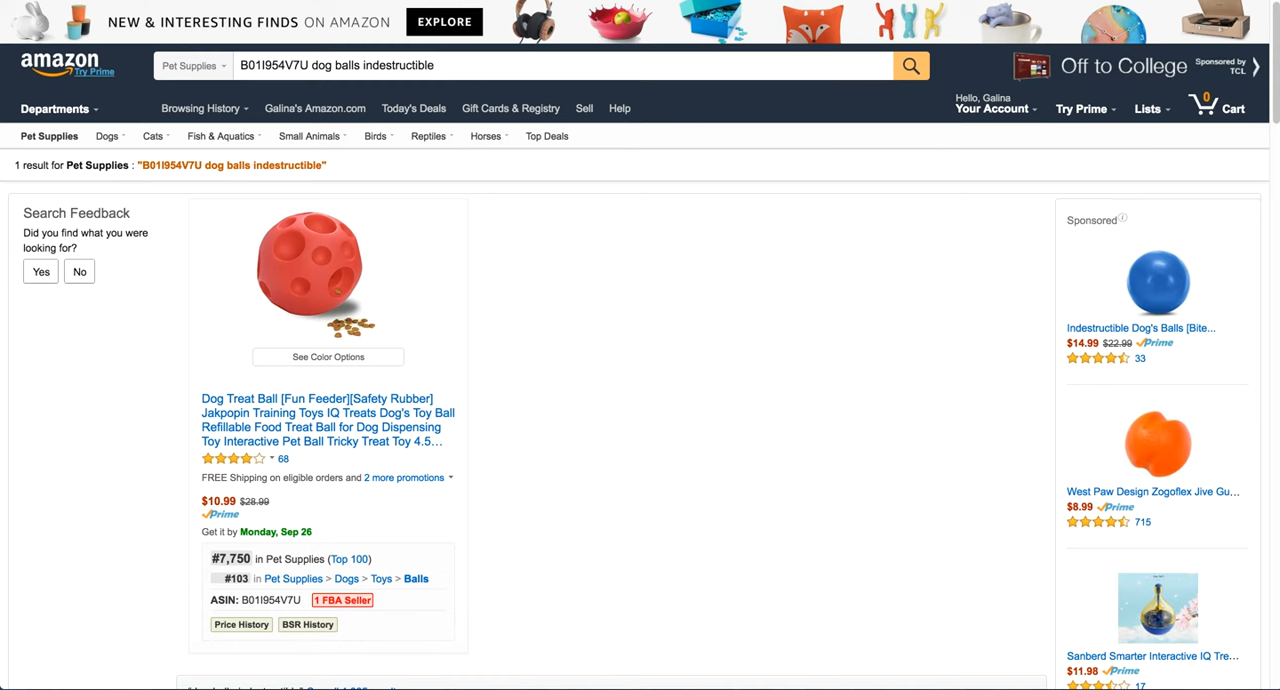 NEW & INTERESTING FINDS ON AMAZON EXPLORE
amazon
Try Prime
Pet Supplies
B01I954V7U dog balls indestructible
Off to College
Sponsored by
TCL
Departments
Browsing History
Galina's Amazon.com
Today's Deals
Gift Cards & Registry
Sell
Help
Hello, Galina
Your Account
Try Prime
Lists
0
Cart
Pet Supplies
Dogs
Cats
Fish & Aquatics
Small Animals
Birds
Reptiles
Horses
Top Deals
1 result for Pet Supplies : "B01I954V7U dog balls indestructible"
Search Feedback
Did you find what you were
looking for?
Yes
No
See Color Options
Dog Treat Ball [Fun Feeder][Safety Rubber]
Jakpopin Training Toys IQ Treats Dog's Toy Ball
Refillable Food Treat Ball for Dog Dispensing
Toy Interactive Pet Ball Tricky Treat Toy 4.5...
68
FREE Shipping on eligible orders and 2 more promotions
$10.99 $28.99
Prime
Get it by Monday, Sep 26
#7,750 in Pet Supplies (Top 100)
#103 in Pet Supplies > Dogs > Toys > Balls
ASIN: B01I954V7U 1 FBA Seller
Price History
BSR History
Sponsored
Indestructible Dog's Balls [Bite...
$14.99 $22.99 Prime
33
West Paw Design Zogoflex Jive Gu...
$8.99 Prime
715
Sanberd Smarter Interactive IQ Tre...
$11.98 Prime
17